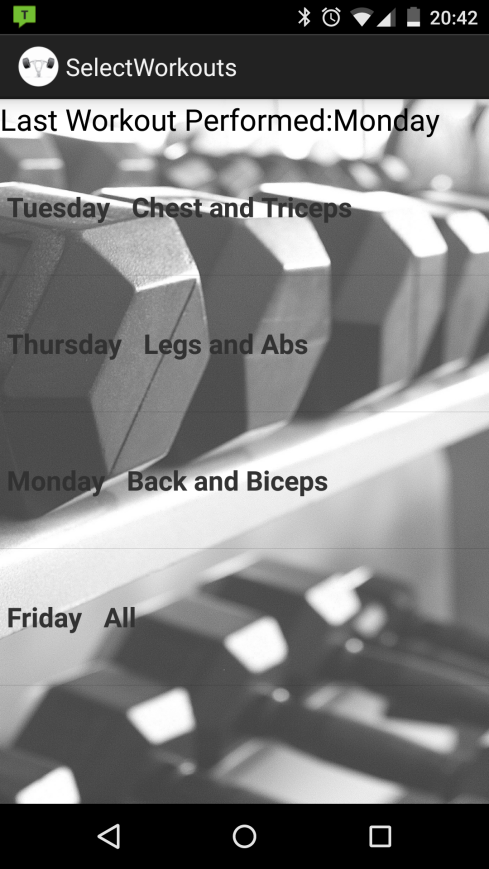 T 20:42
SelectWorkouts
Last Workout Performed:Monday
Tuesday Chest and Triceps
Thursday Legs and Abs
Monday Back and Biceps
Friday All